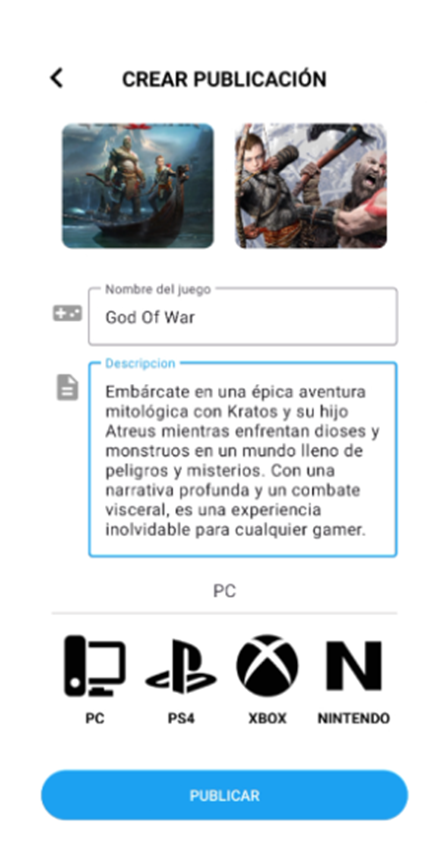 CREAR PUBLICACIÓN
Nombre del juego
God Of War
Descripcion
Embárcate en una épica aventura
mitológica con Kratos y su hijo
Atreus mientras enfrentan dioses y
monstruos en un mundo lleno de
peligros y misterios. Con una
narrativa profunda y un combate
visceral, es una experiencia
inolvidable para cualquier gamer.
PC
PC PS4 XBOX NINTENDO
PUBLICAR